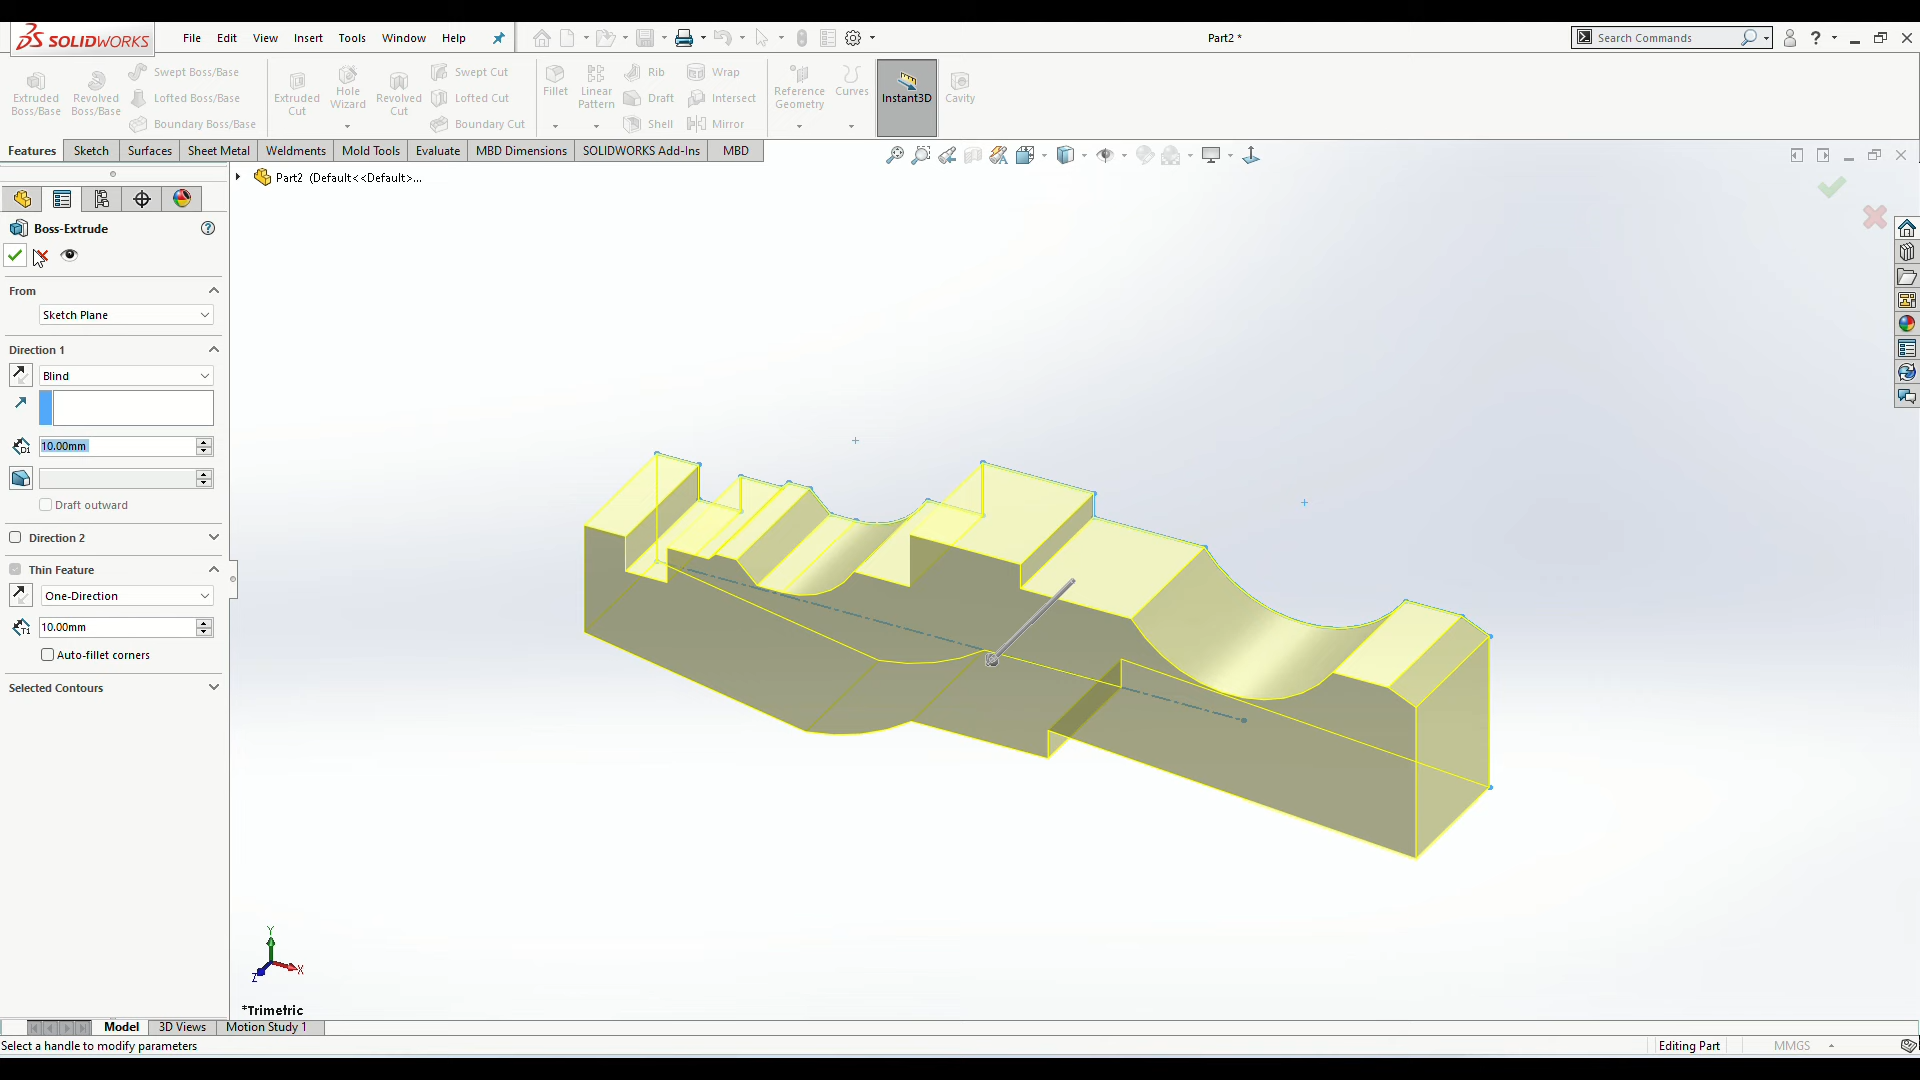 SOLIDWORKS File Edit View Insert Tools Window Help Part2 * Search Commands ?
Extruded Boss/Base Revolved Boss/Base Swept Boss/Base Lofted Boss/Base Boundary Boss/Base Extruded Cut Hole Wizard Revolved Cut Swept Cut Lofted Cut Boundary Cut Fillet Linear Pattern Rib Draft Shell Wrap Intersect Mirror Reference Geometry Curves Instant3D Cavity
Features Sketch Surfaces Sheet Metal Weldments Mold Tools Evaluate MBD Dimensions SOLIDWORKS Add-Ins MBD
Part2 (Default<<Default>...
Boss-Extrude
From
Sketch Plane
Direction 1
Blind
D1 10.00mm
Draft outward
Direction 2
Thin Feature
One-Direction
T1 10.00mm
Auto-fillet corners
Selected Contours
Y
X
Z
*Trimetric
Model 3D Views Motion Study 1
Select a handle to modify parameters Editing Part MMGS